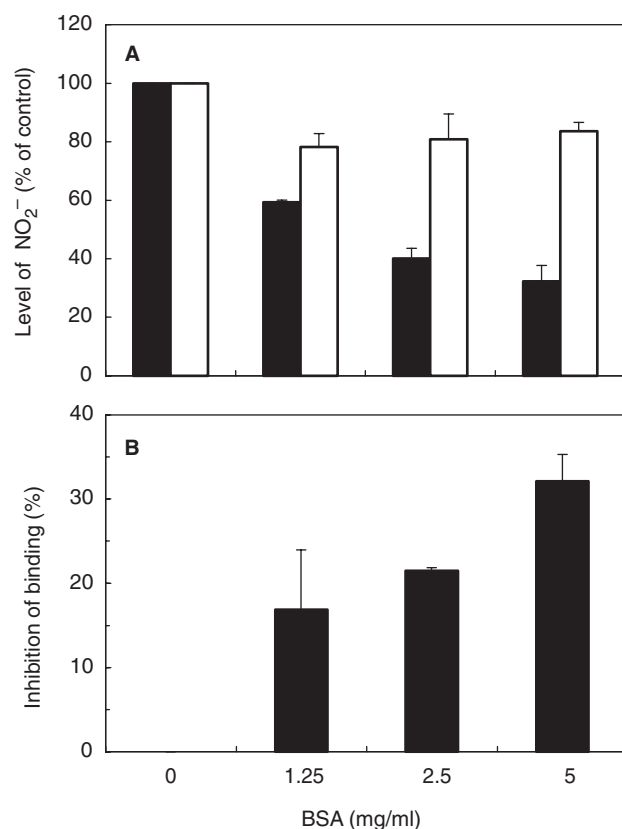 A
Level of NO₂⁻ (% of control)
120
100
80
60
40
20
0
B
Inhibition of binding (%)
40
30
20
10
0
0 1.25 2.5 5
BSA (mg/ml)